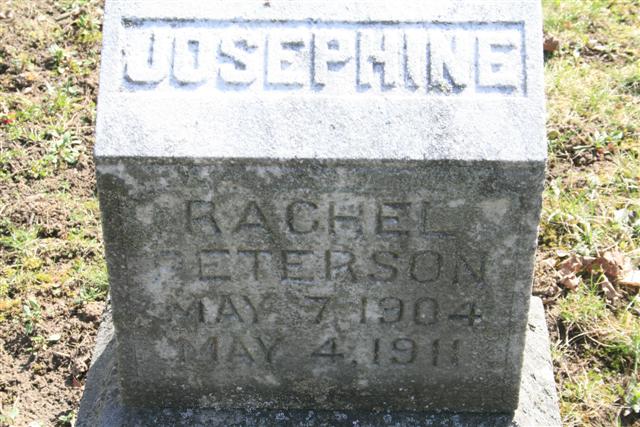 JOSEPHINE
RACHEL
PETERSON
MAY 7, 1904
MAY 4, 1911